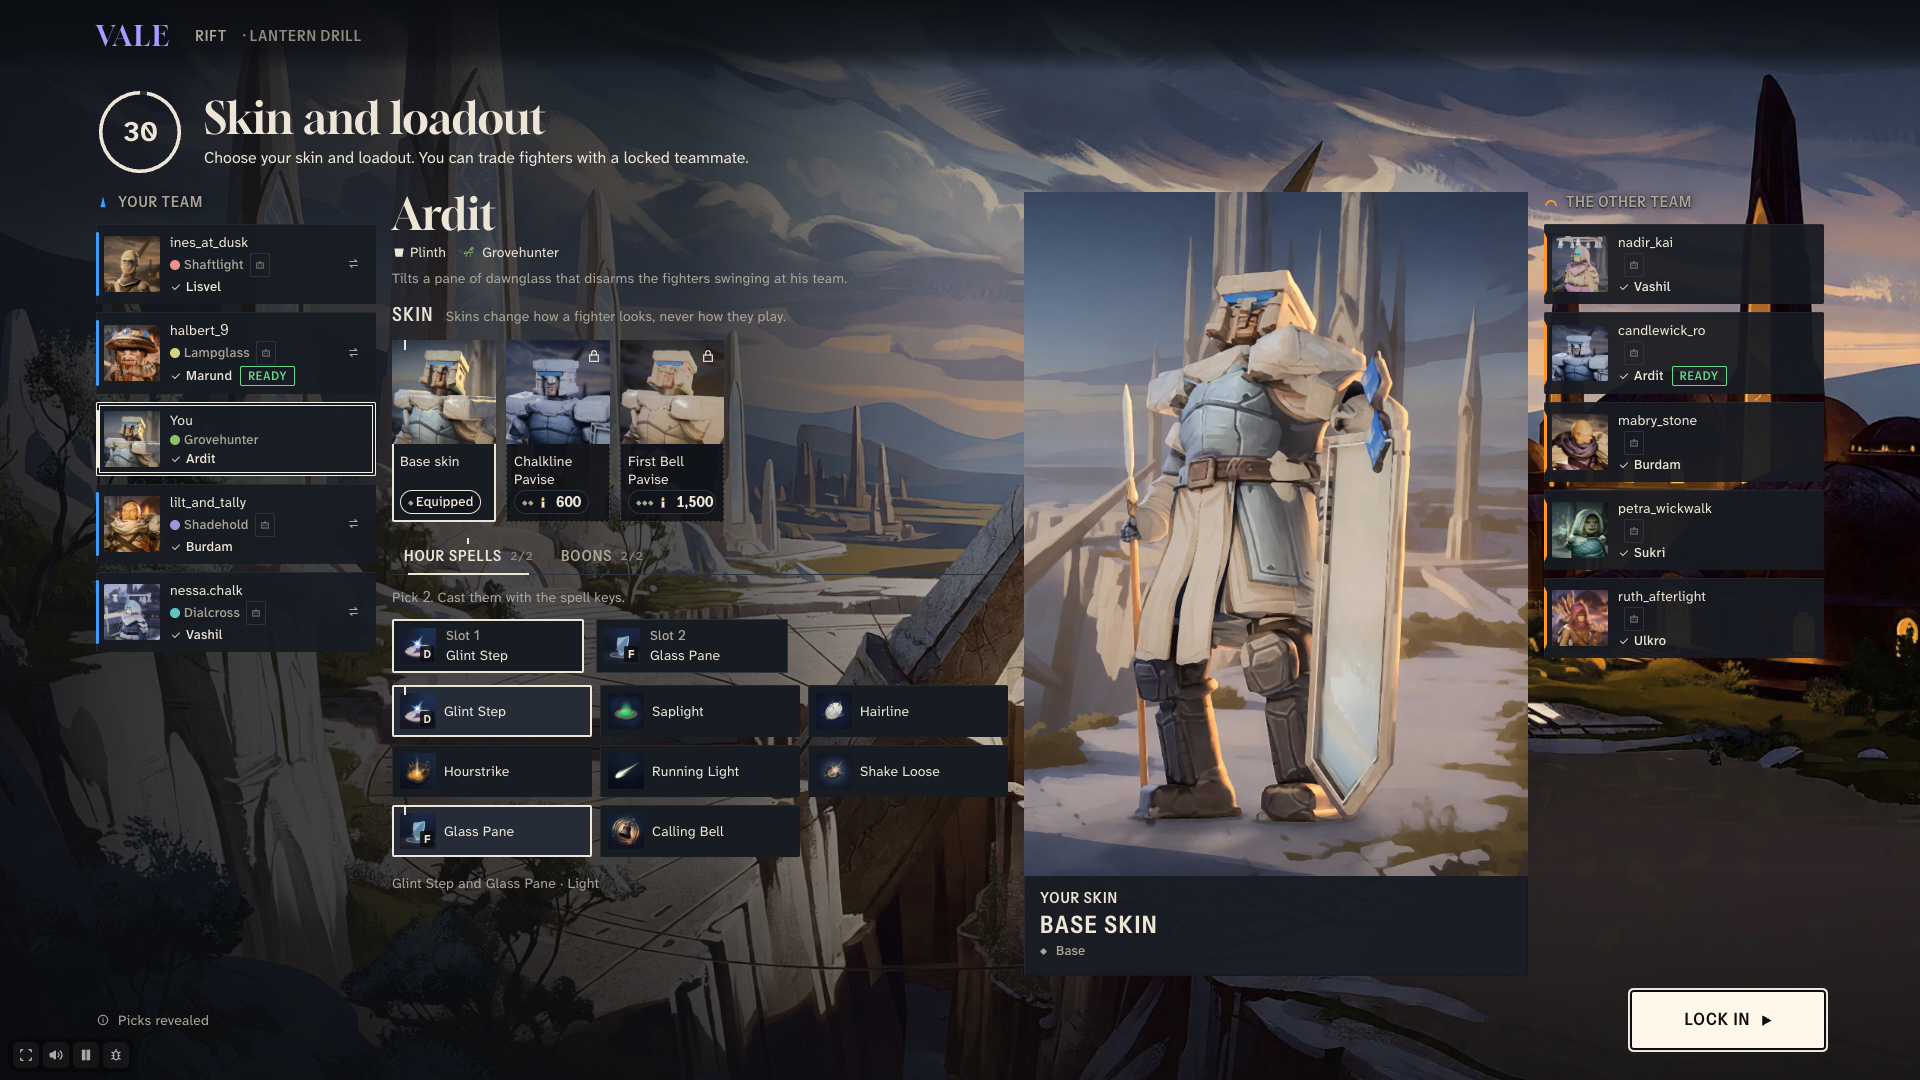 VALE RIFT · LANTERN DRILL
30
Skin and loadout
Choose your skin and loadout. You can trade fighters with a locked teammate.
YOUR TEAM
ines_at_dusk
Shaftlight
Lisvel
halbert_9
Lampglass
Marund READY
You
Grovehunter
Ardit
lilt_and_tally
Shadehold
Burdam
nessa.chalk
Dialcross
Vashil
Ardit
Plinth Grovehunter
Tilts a pane of dawnglass that disarms the fighters swinging at his team.
SKIN Skins change how a fighter looks, never how they play.
Base skin
Equipped
Chalkline
Pavise
600
First Bell
Pavise
1,500
HOUR SPELLS 2/2 BOONS 2/2
Pick 2. Cast them with the spell keys.
D Slot 1
Glint Step
F Slot 2
Glass Pane
D Glint Step
Saplight
Hairline
Hourstrike
Running Light
Shake Loose
F Glass Pane
Calling Bell
Glint Step and Glass Pane · Light
YOUR SKIN
BASE SKIN
Base
THE OTHER TEAM
nadir_kai
Vashil
candlewick_ro
Ardit READY
mabry_stone
Burdam
petra_wickwalk
Sukri
ruth_afterlight
Ulkro
Picks revealed
LOCK IN